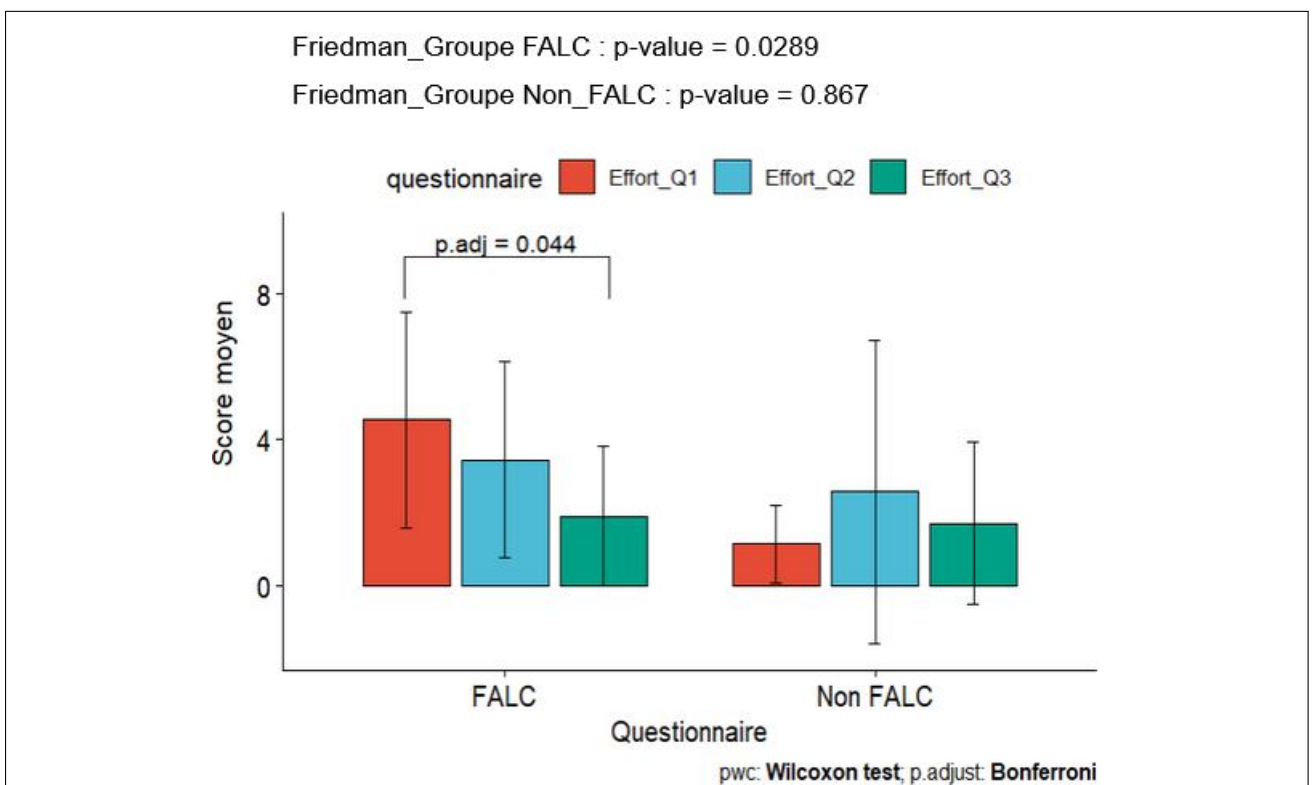 Friedman_Groupe FALC : p-value = 0.0289
Friedman_Groupe Non_FALC : p-value = 0.867
questionnaire Effort_Q1 Effort_Q2 Effort_Q3
p.adj = 0.044
8
Score moyen
4
0
FALC Non FALC
Questionnaire
pwc: Wilcoxon test; p.adjust: Bonferroni